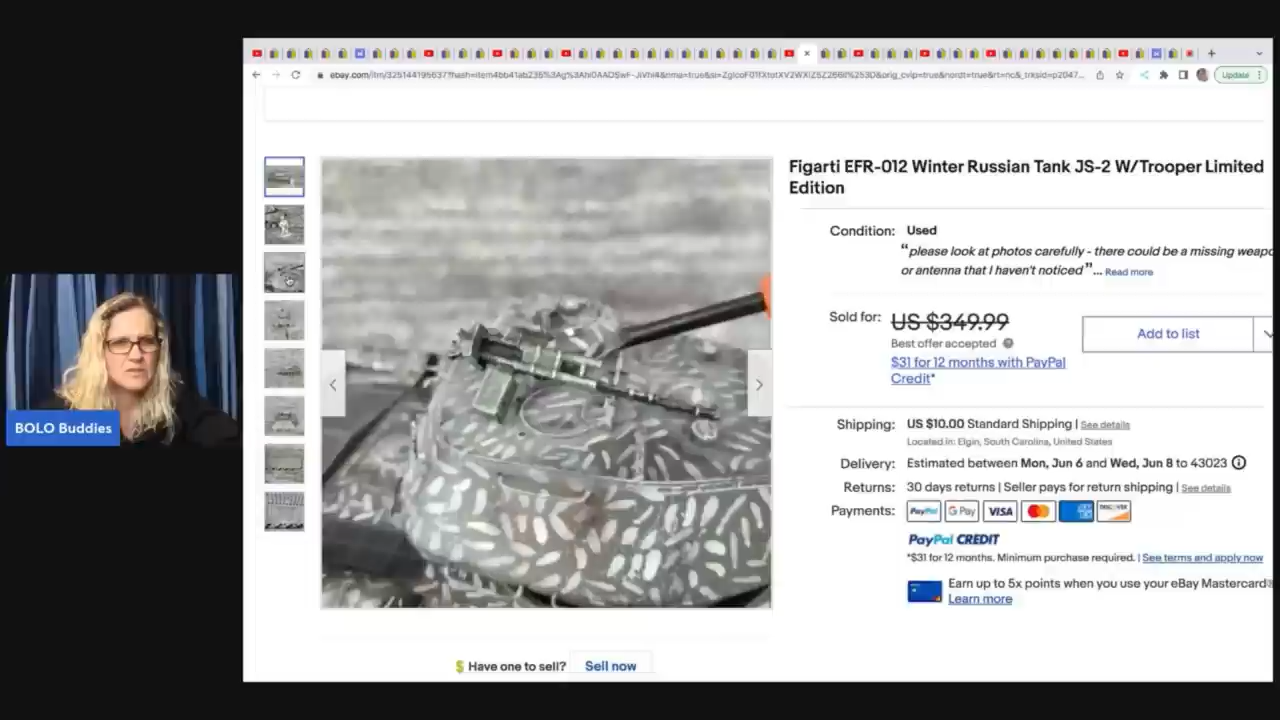 Update
Figarti EFR-012 Winter Russian Tank JS-2 W/Trooper Limited
Edition
Condition: Used
“please look at photos carefully - there could be a missing weapo
or antenna that I haven't noticed”... Read more
Sold for: US $349.99
Add to list
Best offer accepted
$31 for 12 months with PayPal
Credit*
BOLO Buddies
Shipping: US $10.00 Standard Shipping | See details
Located in: Elgin, South Carolina, United States
Delivery: Estimated between Mon, Jun 6 and Wed, Jun 8 to 43023
Returns: 30 days returns | Seller pays for return shipping | See details
Payments: PayPal G Pay VISA
DISCOVER
PayPal CREDIT
*$31 for 12 months. Minimum purchase required. | See terms and apply now
Earn up to 5x points when you use your eBay Mastercard®
Learn more
Have one to sell? Sell now